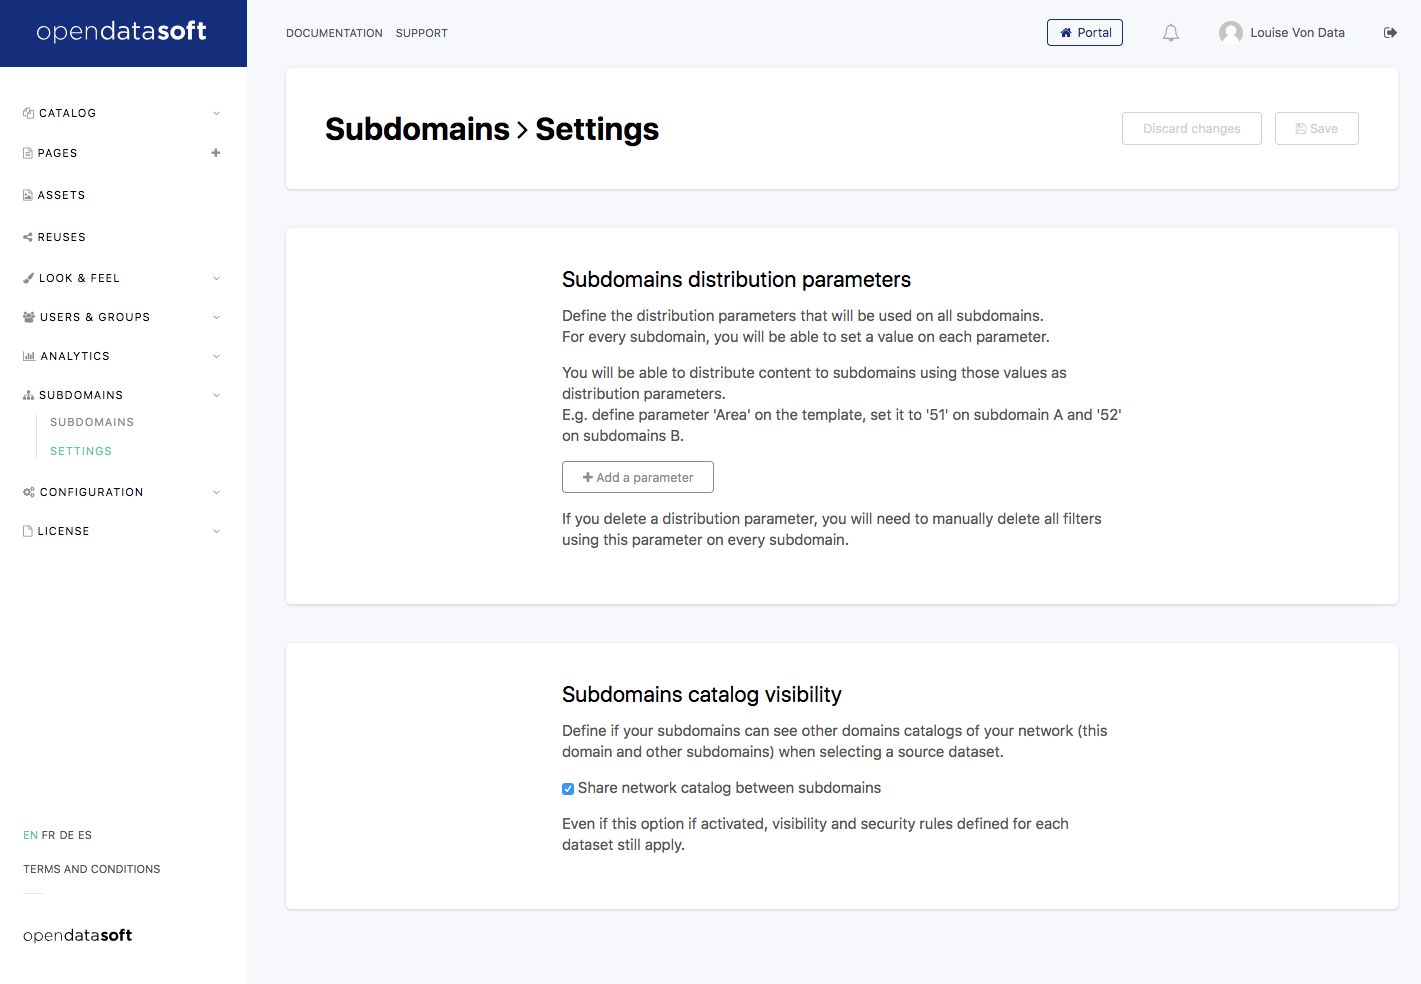 opendatasoft
DOCUMENTATION SUPPORT
Portal
Louise Von Data
CATALOG
PAGES
ASSETS
REUSES
LOOK & FEEL
USERS & GROUPS
ANALYTICS
SUBDOMAINS
SUBDOMAINS
SETTINGS
CONFIGURATION
LICENSE
EN FR DE ES
TERMS AND CONDITIONS
opendatasoft
Subdomains > Settings
Discard changes
Save
Subdomains distribution parameters
Define the distribution parameters that will be used on all subdomains.
For every subdomain, you will be able to set a value on each parameter.
You will be able to distribute content to subdomains using those values as
distribution parameters.
E.g. define parameter 'Area' on the template, set it to '51' on subdomain A and '52'
on subdomains B.
+ Add a parameter
If you delete a distribution parameter, you will need to manually delete all filters
using this parameter on every subdomain.
Subdomains catalog visibility
Define if your subdomains can see other domains catalogs of your network (this
domain and other subdomains) when selecting a source dataset.
Share network catalog between subdomains
Even if this option if activated, visibility and security rules defined for each
dataset still apply.